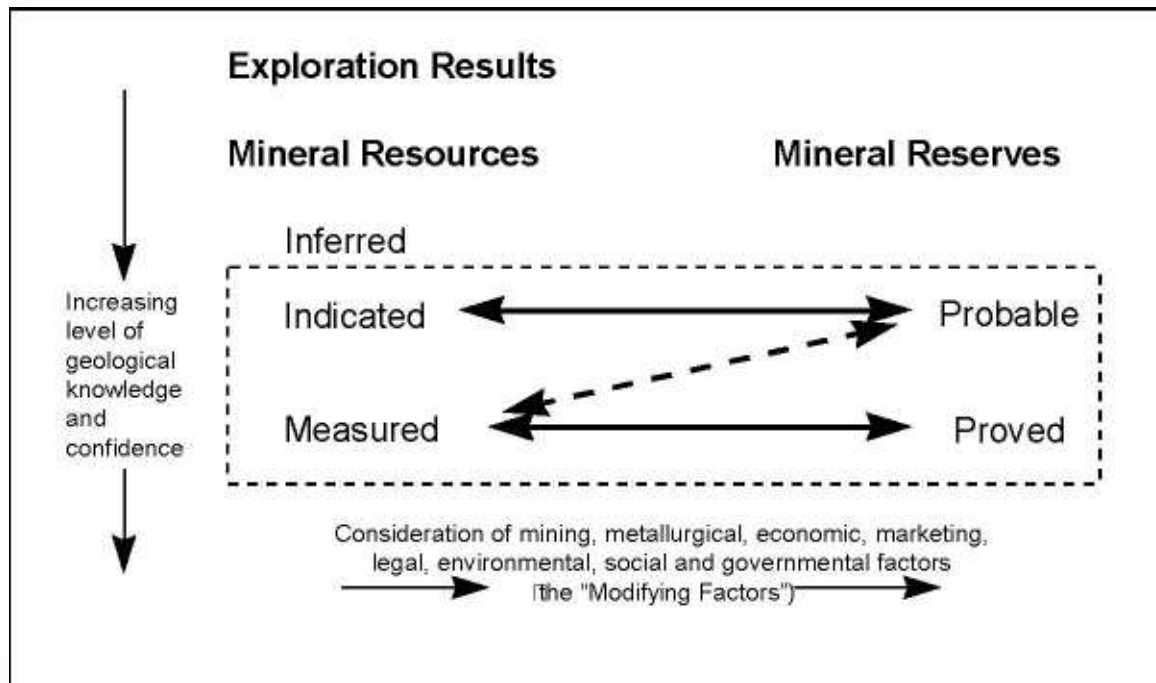 Exploration Results
Mineral Resources
Mineral Reserves
Inferred
Indicated
Probable
Measured
Proved
Increasing
level of
geological
knowledge
and
confidence
Consideration of mining, metallurgical, economic, marketing,
legal, environmental, social and governmental factors
the "Modifying Factors")